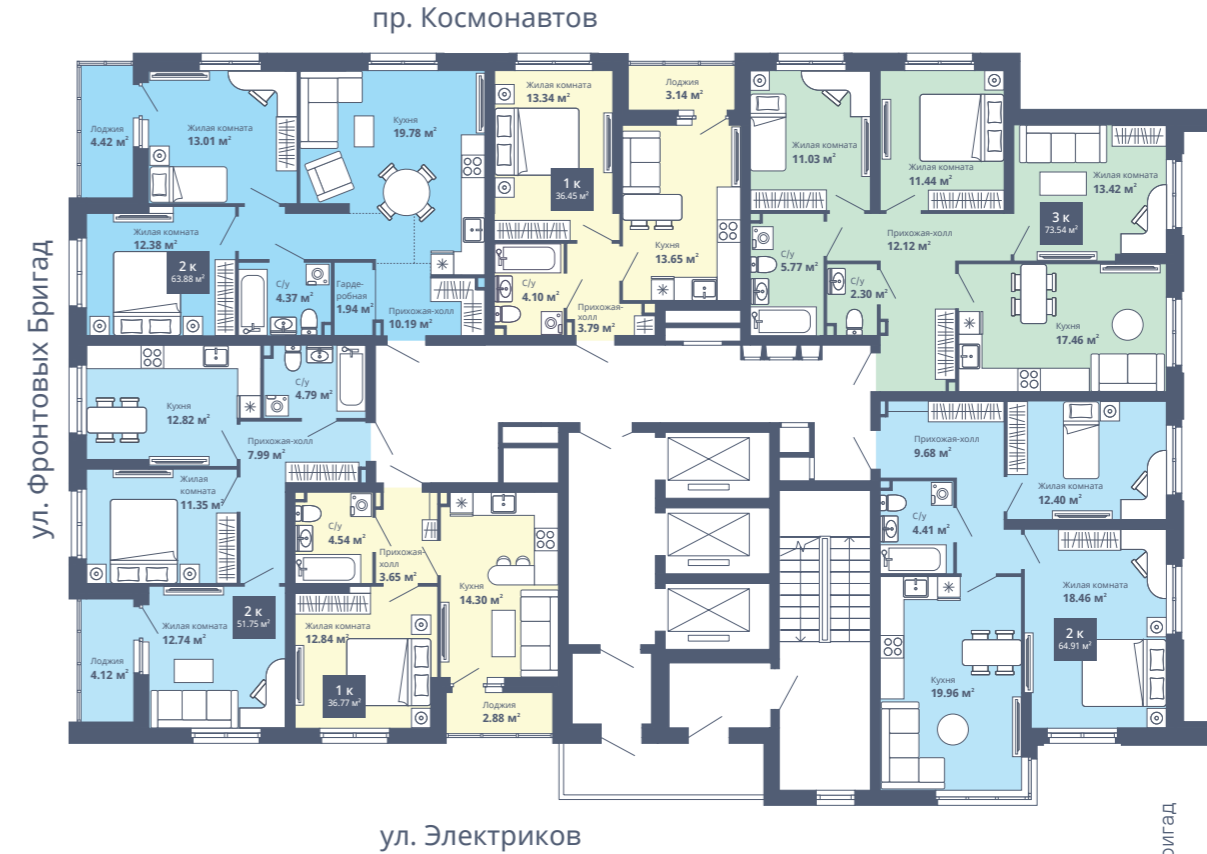 пр. Космонавтов
ул. Фронтовых Бригад
Лоджия
4.42 м²
Жилая комната
13.01 м²
Кухня
19.78 м²
Жилая комната
12.38 м²
2 к
63.88 м²
С/у
4.37 м²
Гарде-
робная
1.94 м²
Прихожая-холл
10.19 м²
Жилая комната
13.34 м²
1 к
36.45 м²
Лоджия
3.14 м²
Кухня
13.65 м²
С/у
4.10 м²
Прихожая-
холл
3.79 м²
Жилая комната
11.03 м²
Жилая комната
11.44 м²
Жилая комната
13.42 м²
3 к
73.54 м²
Прихожая-холл
12.12 м²
С/у
5.77 м²
С/у
2.30 м²
Кухня
17.46 м²
Кухня
12.82 м²
С/у
4.79 м²
Прихожая-холл
7.99 м²
Жилая
комната
11.35 м²
2 к
51.75 м²
Жилая комната
12.74 м²
Лоджия
4.12 м²
С/у
4.54 м²
Прихожая-
холл
3.65 м²
Кухня
14.30 м²
Жилая комната
12.84 м²
1 к
36.77 м²
Лоджия
2.88 м²
Прихожая-холл
9.68 м²
Жилая комната
12.40 м²
С/у
4.41 м²
Жилая комната
18.46 м²
2 к
64.91 м²
Кухня
19.96 м²
ул. Электриков
ригад